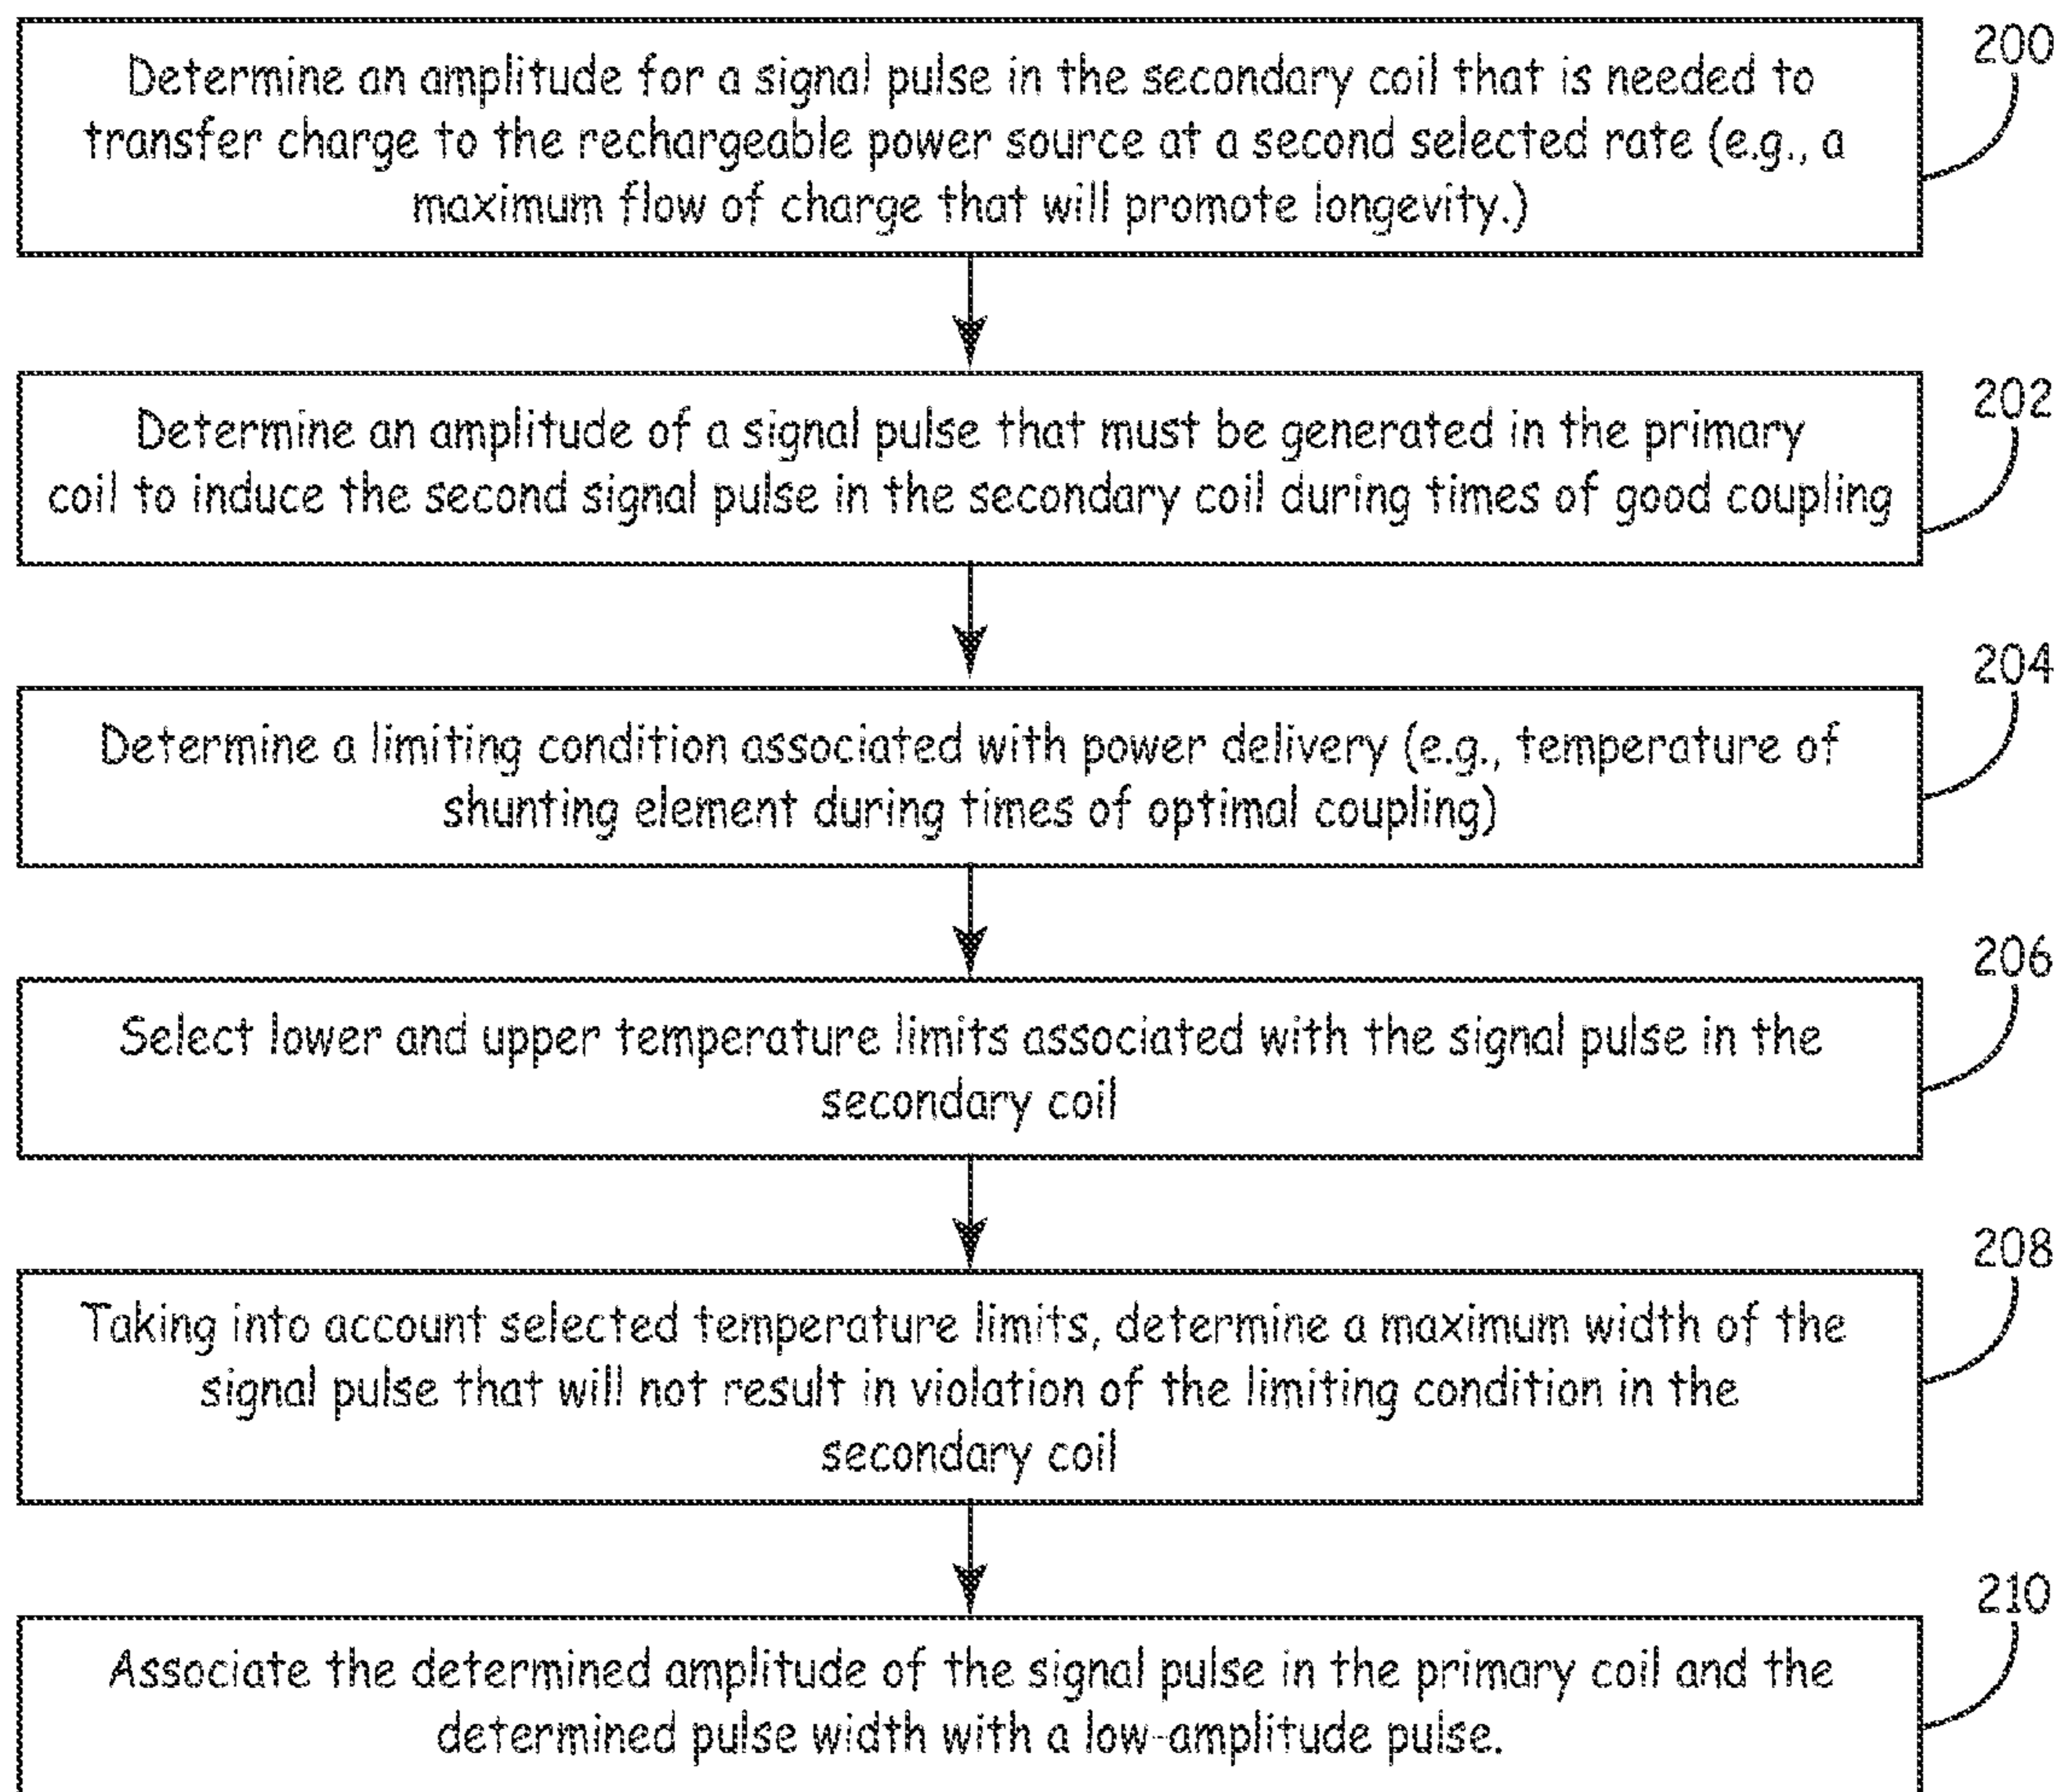 200
Determine an amplitude for a signal pulse in the secondary coil that is needed to
transfer charge to the rechargeable power source at a second selected rate (e.g., a
maximum flow of charge that will promote longevity.)
202
Determine an amplitude of a signal pulse that must be generated in the primary
coil to induce the second signal pulse in the secondary coil during times of good coupling
204
Determine a limiting condition associated with power delivery (e.g., temperature of
shunting element during times of optimal coupling)
206
Select lower and upper temperature limits associated with the signal pulse in the
secondary coil
208
Taking into account selected temperature limits, determine a maximum width of the
signal pulse that will not result in violation of the limiting condition in the
secondary coil
210
Associate the determined amplitude of the signal pulse in the primary coil and the
determined pulse width with a low-amplitude pulse.